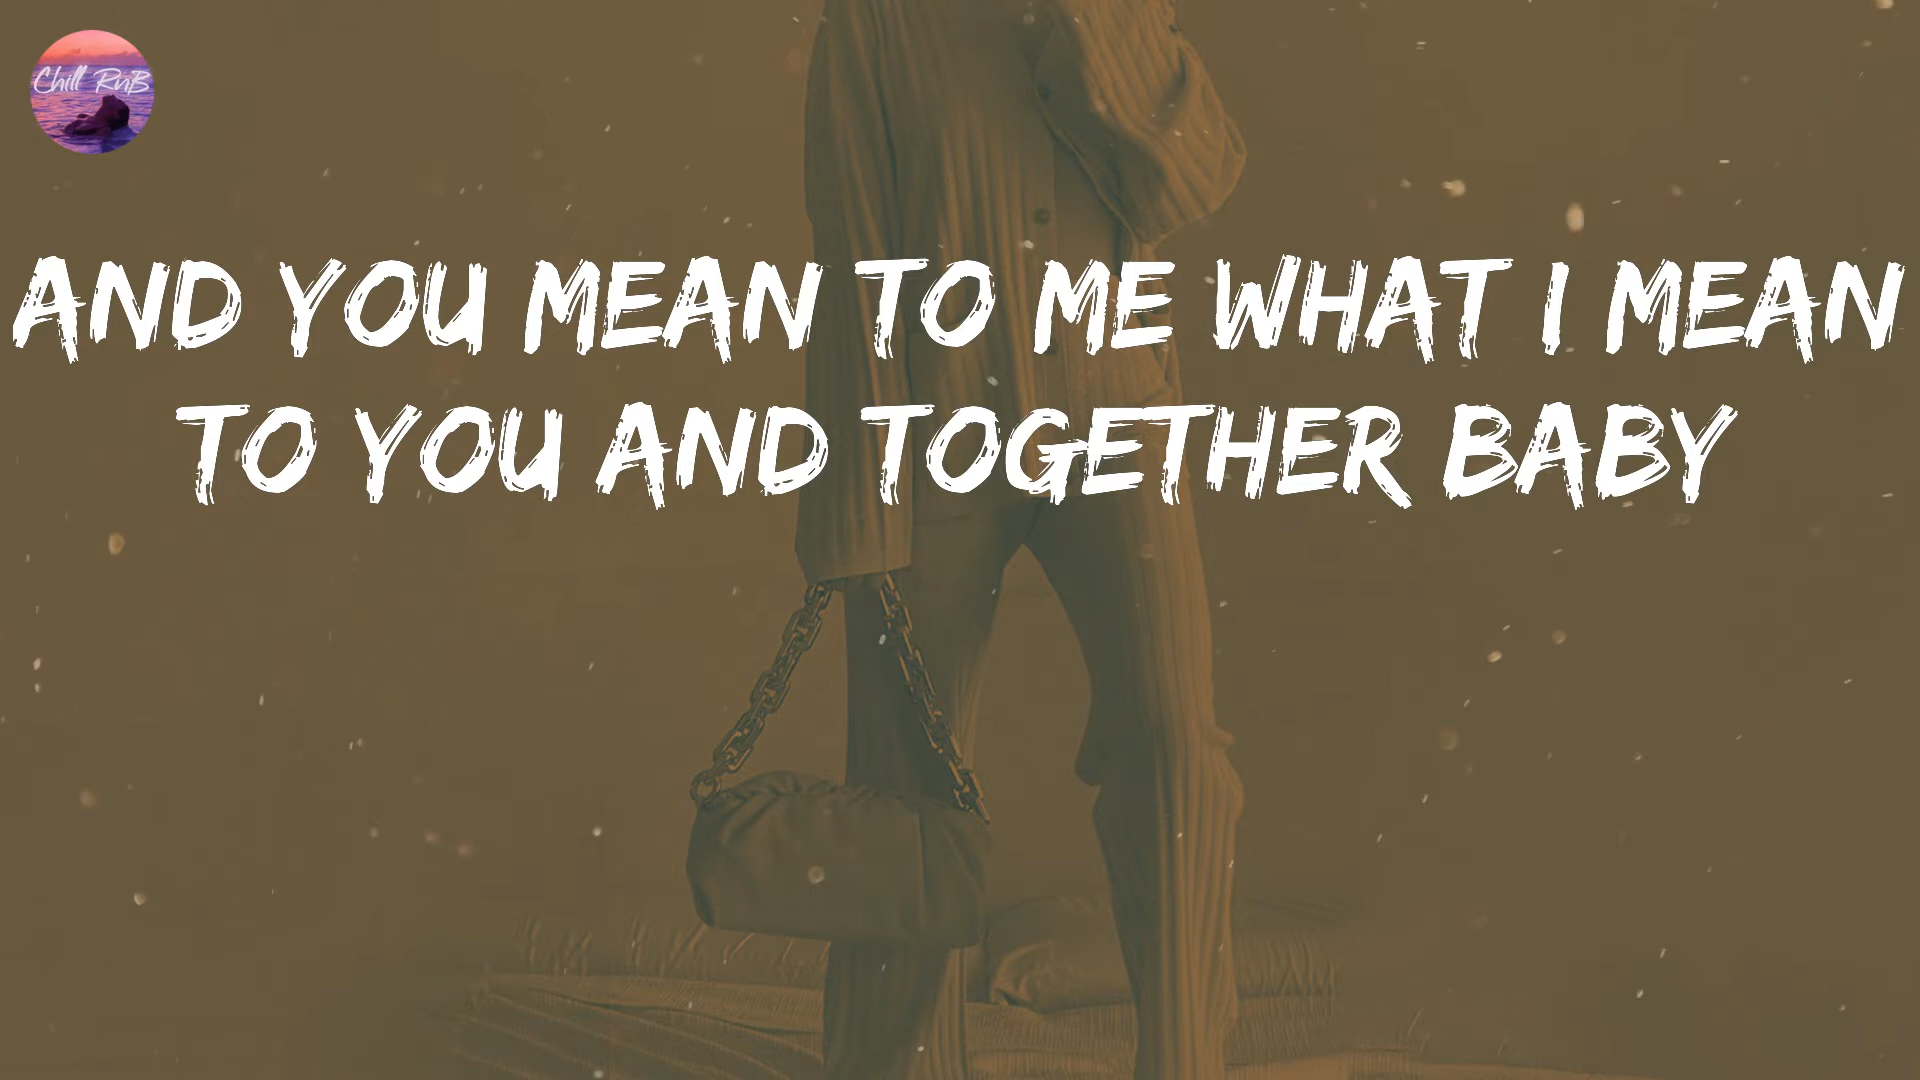 Chill RnB
AND YOU MEAN TO ME WHAT I MEAN
TO YOU AND TOGETHER BABY